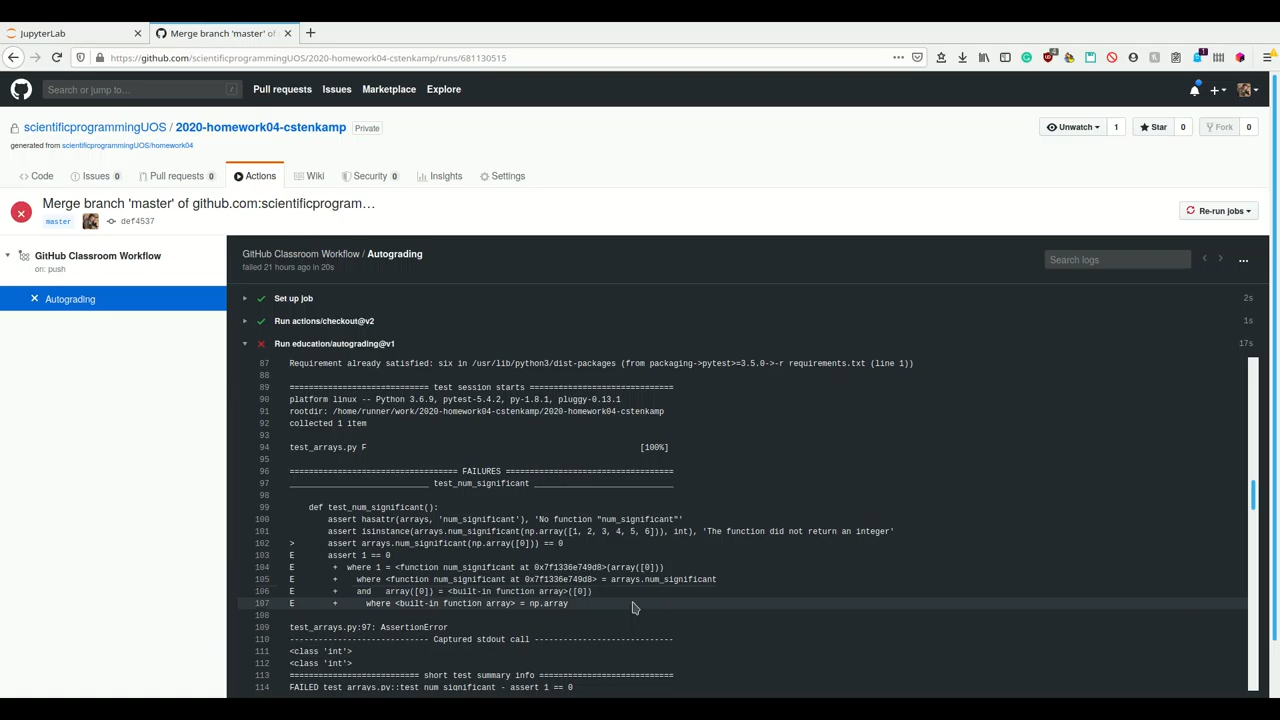 JupyterLab
Merge branch 'master' of
https://github.com/scientificprogrammingUOS/2020-homework04-cstenkamp/runs/681130515
Search or jump to...
Pull requests
Issues
Marketplace
Explore
scientificprogrammingUOS / 2020-homework04-cstenkamp Private
Unwatch 1
Star 0
Fork 0
generated from scientificprogrammingUOS/homework04
Code
Issues 0
Pull requests 0
Actions
Wiki
Security 0
Insights
Settings
Merge branch 'master' of github.com:scientificprogram…
master def4537
Re-run jobs
GitHub Classroom Workflow
on: push
Autograding
GitHub Classroom Workflow / Autograding
failed 21 hours ago in 20s
Search logs
Set up job 2s
Run actions/checkout@v2 1s
Run education/autograding@v1 17s
87 Requirement already satisfied: six in /usr/lib/python3/dist-packages (from packaging->pytest>=3.5.0->-r requirements.txt (line 1))
88
89 ============================= test session starts ==============================
90 platform linux -- Python 3.6.9, pytest-5.4.2, py-1.8.1, pluggy-0.13.1
91 rootdir: /home/runner/work/2020-homework04-cstenkamp/2020-homework04-cstenkamp
92 collected 1 item
93
94 test_arrays.py F [100%]
95
96 =================================== FAILURES ===================================
97 _____________________________ test_num_significant _____________________________
98
99 def test_num_significant():
100 assert hasattr(arrays, 'num_significant'), 'No function "num_significant"'
101 assert isinstance(arrays.num_significant(np.array([1, 2, 3, 4, 5, 6])), int), 'The function did not return an integer'
102 > assert arrays.num_significant(np.array([0])) == 0
103 E assert 1 == 0
104 E + where 1 = <function num_significant at 0x7f1336e749d8>(array([0]))
105 E + where <function num_significant at 0x7f1336e749d8> = arrays.num_significant
106 E + and array([0]) = <built-in function array>([0])
107 E + where <built-in function array> = np.array
108
109 test_arrays.py:97: AssertionError
110 ----------------------------- Captured stdout call -----------------------------
111 <class 'int'>
112 <class 'int'>
113 =========================== short test summary info ============================
114 FAILED test_arrays.py::test_num_significant - assert 1 == 0